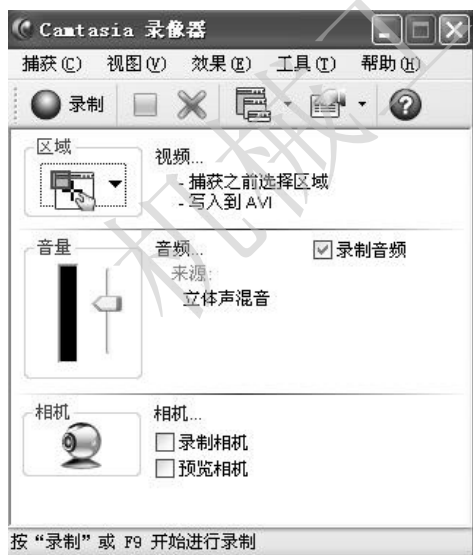 Camtasia 录像器
捕获(C) 视图(V) 效果(E) 工具(T) 帮助(H)
录制
区域
视频...
- 捕获之前选择区域
- 写入到 AVI
音量
音频...
录制音频
来源:
立体声混音
相机
相机...
录制相机
预览相机
按“录制”或 F9 开始进行录制
机械工